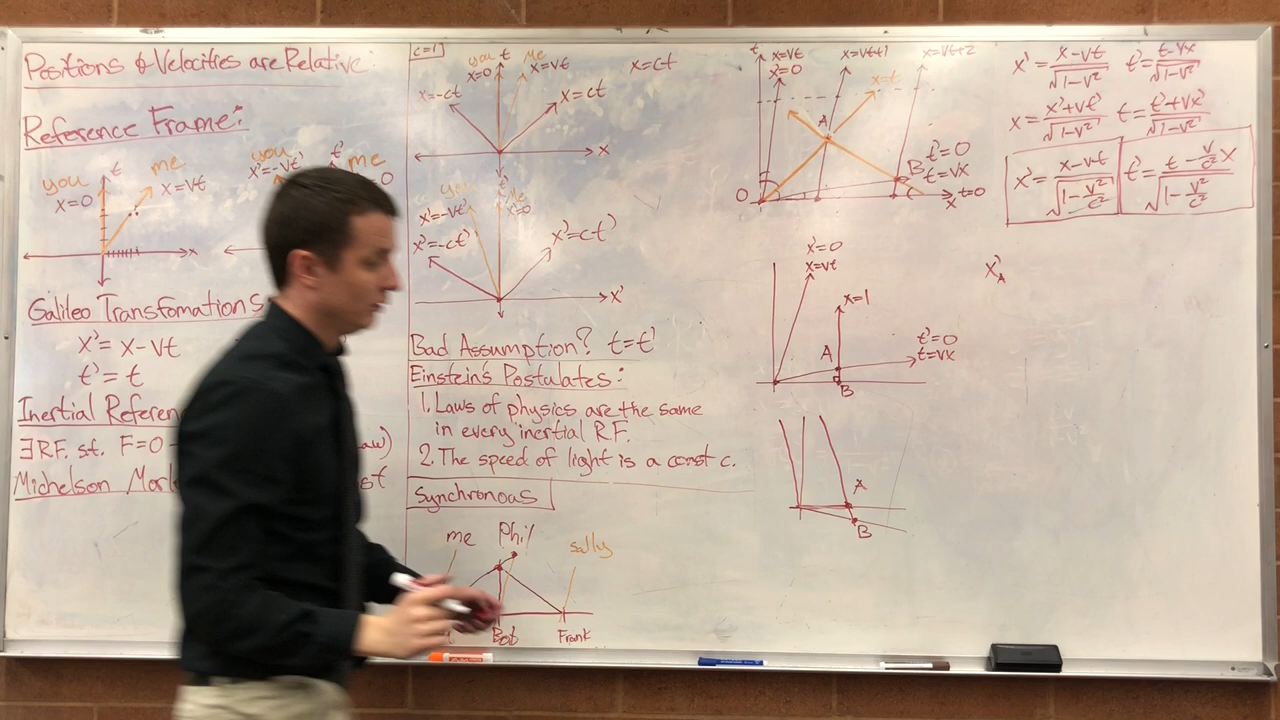 Positions & Velocities are Relative:
Reference Frame:
you
x=0
t
me
x=vt
x
you
x'=-vt'
t'
me
0
Galileo Transfomations
x'= x-vt
t'= t
Inertial Referen
∃R.F. st. F=0
aw)
Michelson Morl
st
c=1
you
x=0
t
Me
x=vt
x=ct
x=-ct
x=ct
x
you
x'=-vt'
t'
Me
x'=0
x'=-ct'
x'=ct'
x'
Bad Assumption? t=t'
Einstein's Postulates:
1. Laws of physics are the same
in every inertial R.F.
2. The speed of light is a const c.
Synchronous
me
Phil
sally
Bob
Frank
t
x=vt
x'=0
x=vt+1
x=vt+2
x=t
A
B
t'=0
t=vx
O
x
t=0
x'=0
x=vt
x=1
A
B
t'=0
t=vx
A
B
x'= x-vt/√1-v² t'= t-vx/√1-v²
x= x'+vt'/√1-v² t= t'+vx'/√1-v²
x'= x-vt/√1-v²/c² t'= t-v/c² x/√1-v²/c²
x'A